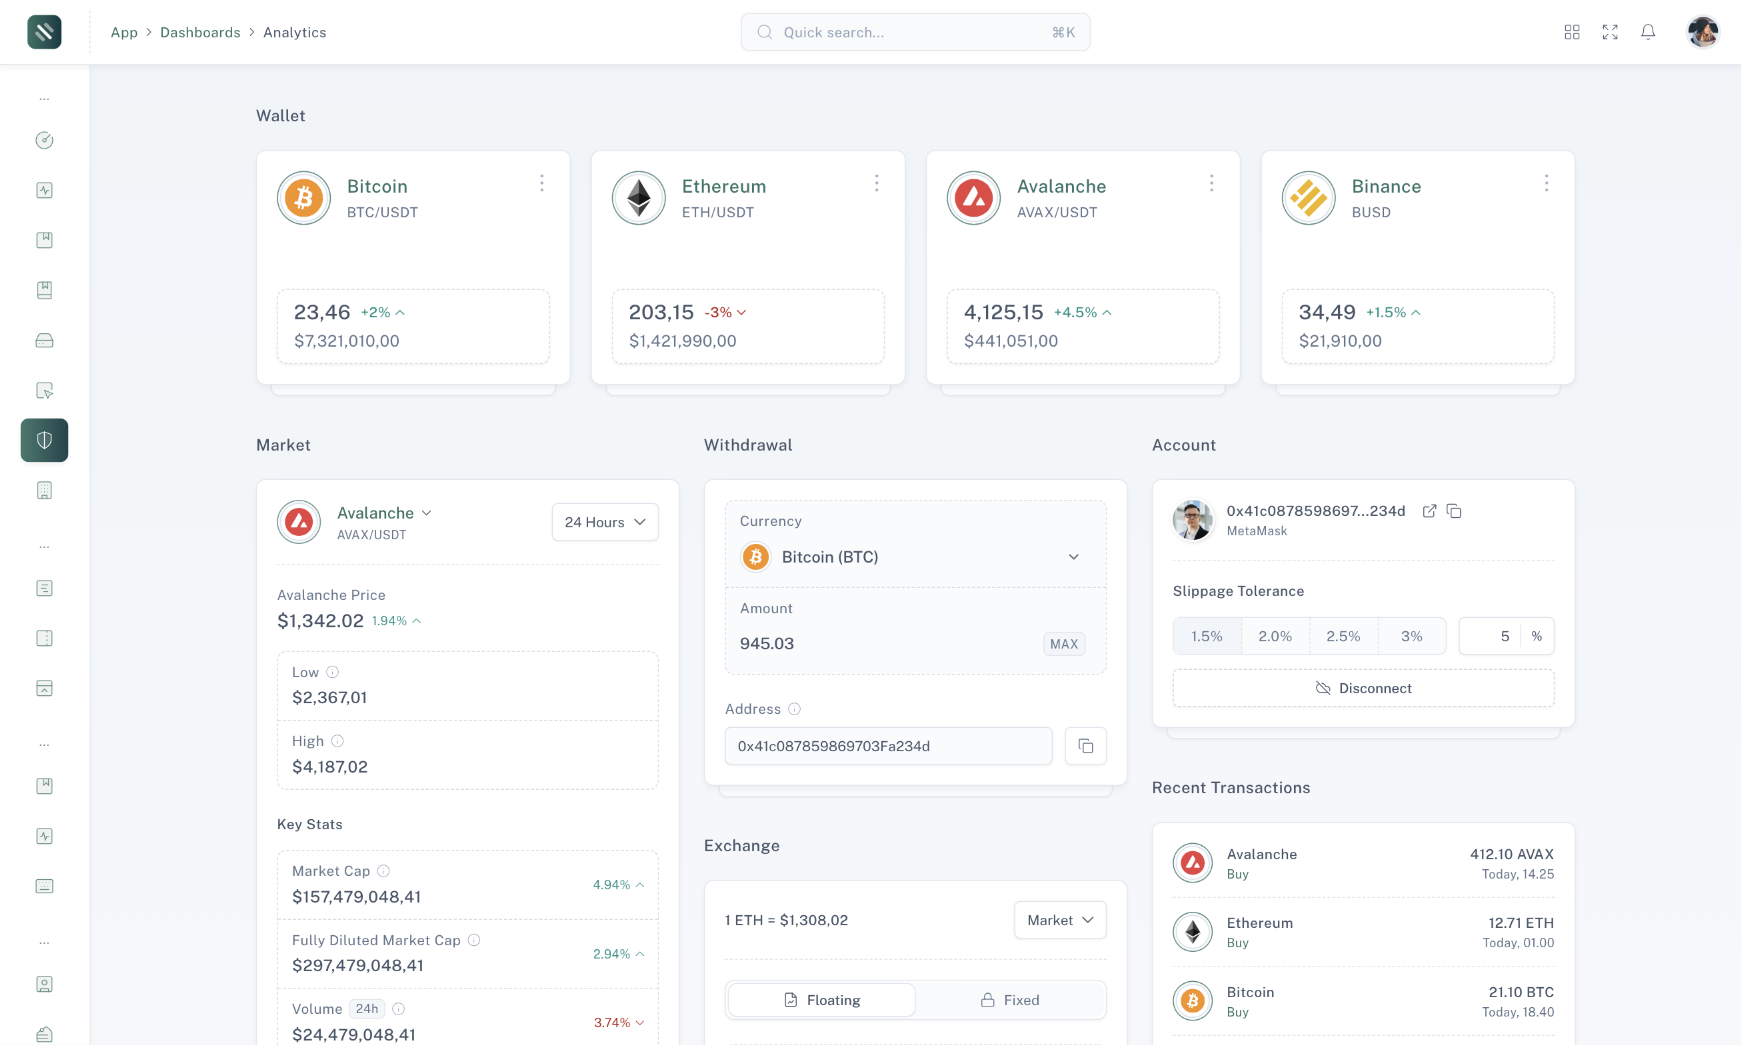 App > Dashboards > Analytics
Quick search...
⌘K
...
...
...
...
Wallet
Bitcoin
BTC/USDT
23,46 +2%
$7,321,010,00
Ethereum
ETH/USDT
203,15 -3%
$1,421,990,00
Avalanche
AVAX/USDT
4,125,15 +4.5%
$441,051,00
Binance
BUSD
34,49 +1.5%
$21,910,00
Market
Avalanche
AVAX/USDT
24 Hours
Avalanche Price
$1,342.02 1.94%
Low
$2,367,01
High
$4,187,02
Key Stats
Market Cap
$157,479,048,41
4.94%
Fully Diluted Market Cap
$297,479,048,41
2.94%
Volume 24h
$24,479,048,41
3.74%
Withdrawal
Currency
Bitcoin (BTC)
Amount
945.03
MAX
Address
0x41c087859869703Fa234d
Exchange
1 ETH = $1,308,02
Market
Floating
Fixed
Account
0x41c0878598697...234d
MetaMask
Slippage Tolerance
1.5% 2.0% 2.5% 3% 5 %
Disconnect
Recent Transactions
Avalanche
Buy
412.10 AVAX
Today, 14.25
Ethereum
Buy
12.71 ETH
Today, 01.00
Bitcoin
Buy
21.10 BTC
Today, 18.40